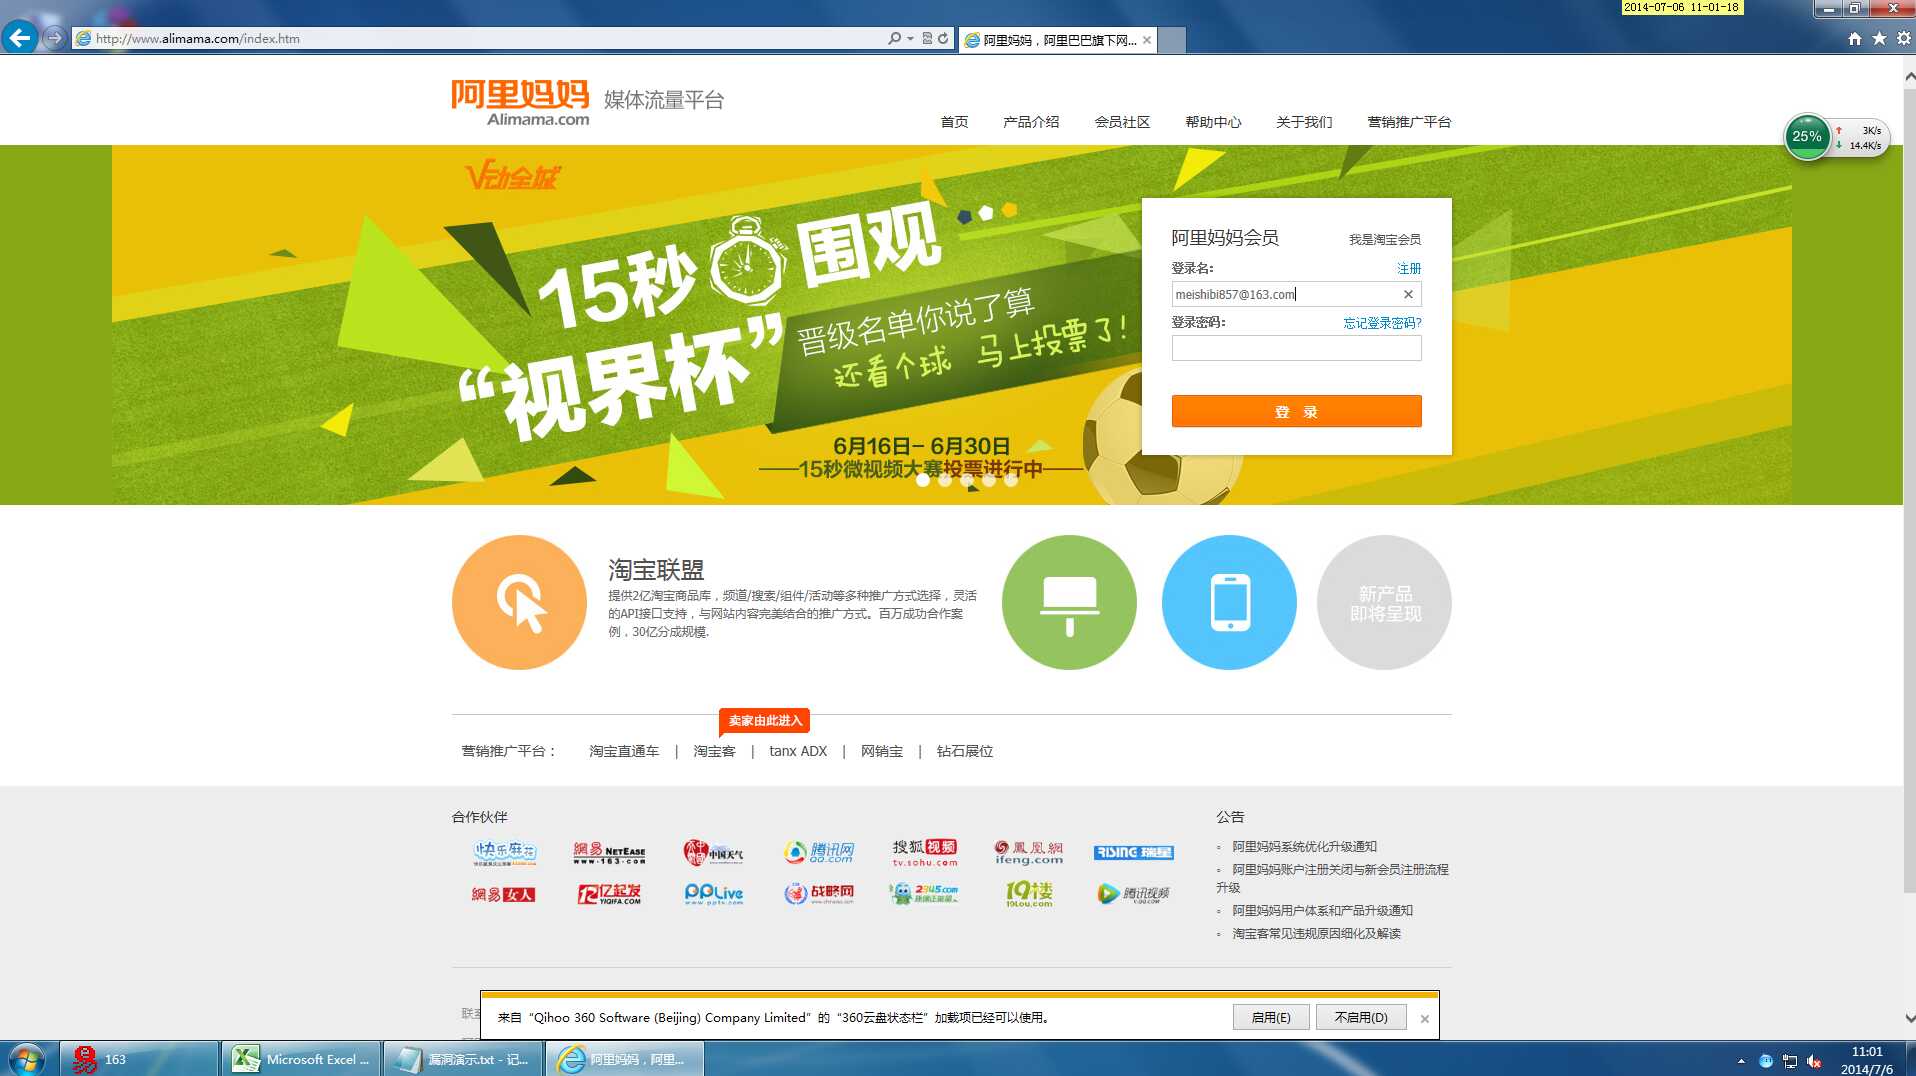 2014-07-06 11-01-18
http://www.alimama.com/index.htm
阿里妈妈，阿里巴巴旗下网...
阿里妈妈
Alimama.com
媒体流量平台
首页 产品介绍 会员社区 帮助中心 关于我们 营销推广平台
25%
3K/s
14.4K/s
V动全城
15秒 围观
“视界杯”
晋级名单你说了算
还看个球 马上投票了!
6月16日- 6月30日
15秒微视频大赛投票进行中
阿里妈妈会员 我是淘宝会员
登录名: 注册
meishibi857@163.com
登录密码: 忘记登录密码?
登 录
淘宝联盟
提供2亿淘宝商品库，频道/搜索/组件/活动等多种推广方式选择，灵活
的API接口支持，与网站内容完美结合的推广方式。百万成功合作案
例，30亿分成规模.
新产品
即将呈现
卖家由此进入
营销推广平台： 淘宝直通车 | 淘宝客 | tanx ADX | 网销宝 | 钻石展位
合作伙伴
快乐麻花
網易 NETEASE
www.163.com
中国天气
腾讯网
QQ.COM
搜狐视频
tv.sohu.com
鳳凰網
ifeng.com
RISING 瑞星
網易女人
亿起发
YIQIFA.COM
PPLive
www.pptv.com
战略网
2345.com
19楼
19lou.com
腾讯视频
V.QQ.COM
公告
阿里妈妈系统优化升级通知
阿里妈妈账户注册关闭与新会员注册流程
升级
阿里妈妈用户体系和产品升级通知
淘宝客常见违规原因细化及解读
来自“Qihoo 360 Software (Beijing) Company Limited”的“360云盘状态栏”加载项已经可以使用。
启用(E) 不启用(D)
163
Microsoft Excel ...
漏洞演示.txt - 记...
阿里妈妈，阿里...
11:01
2014/7/6